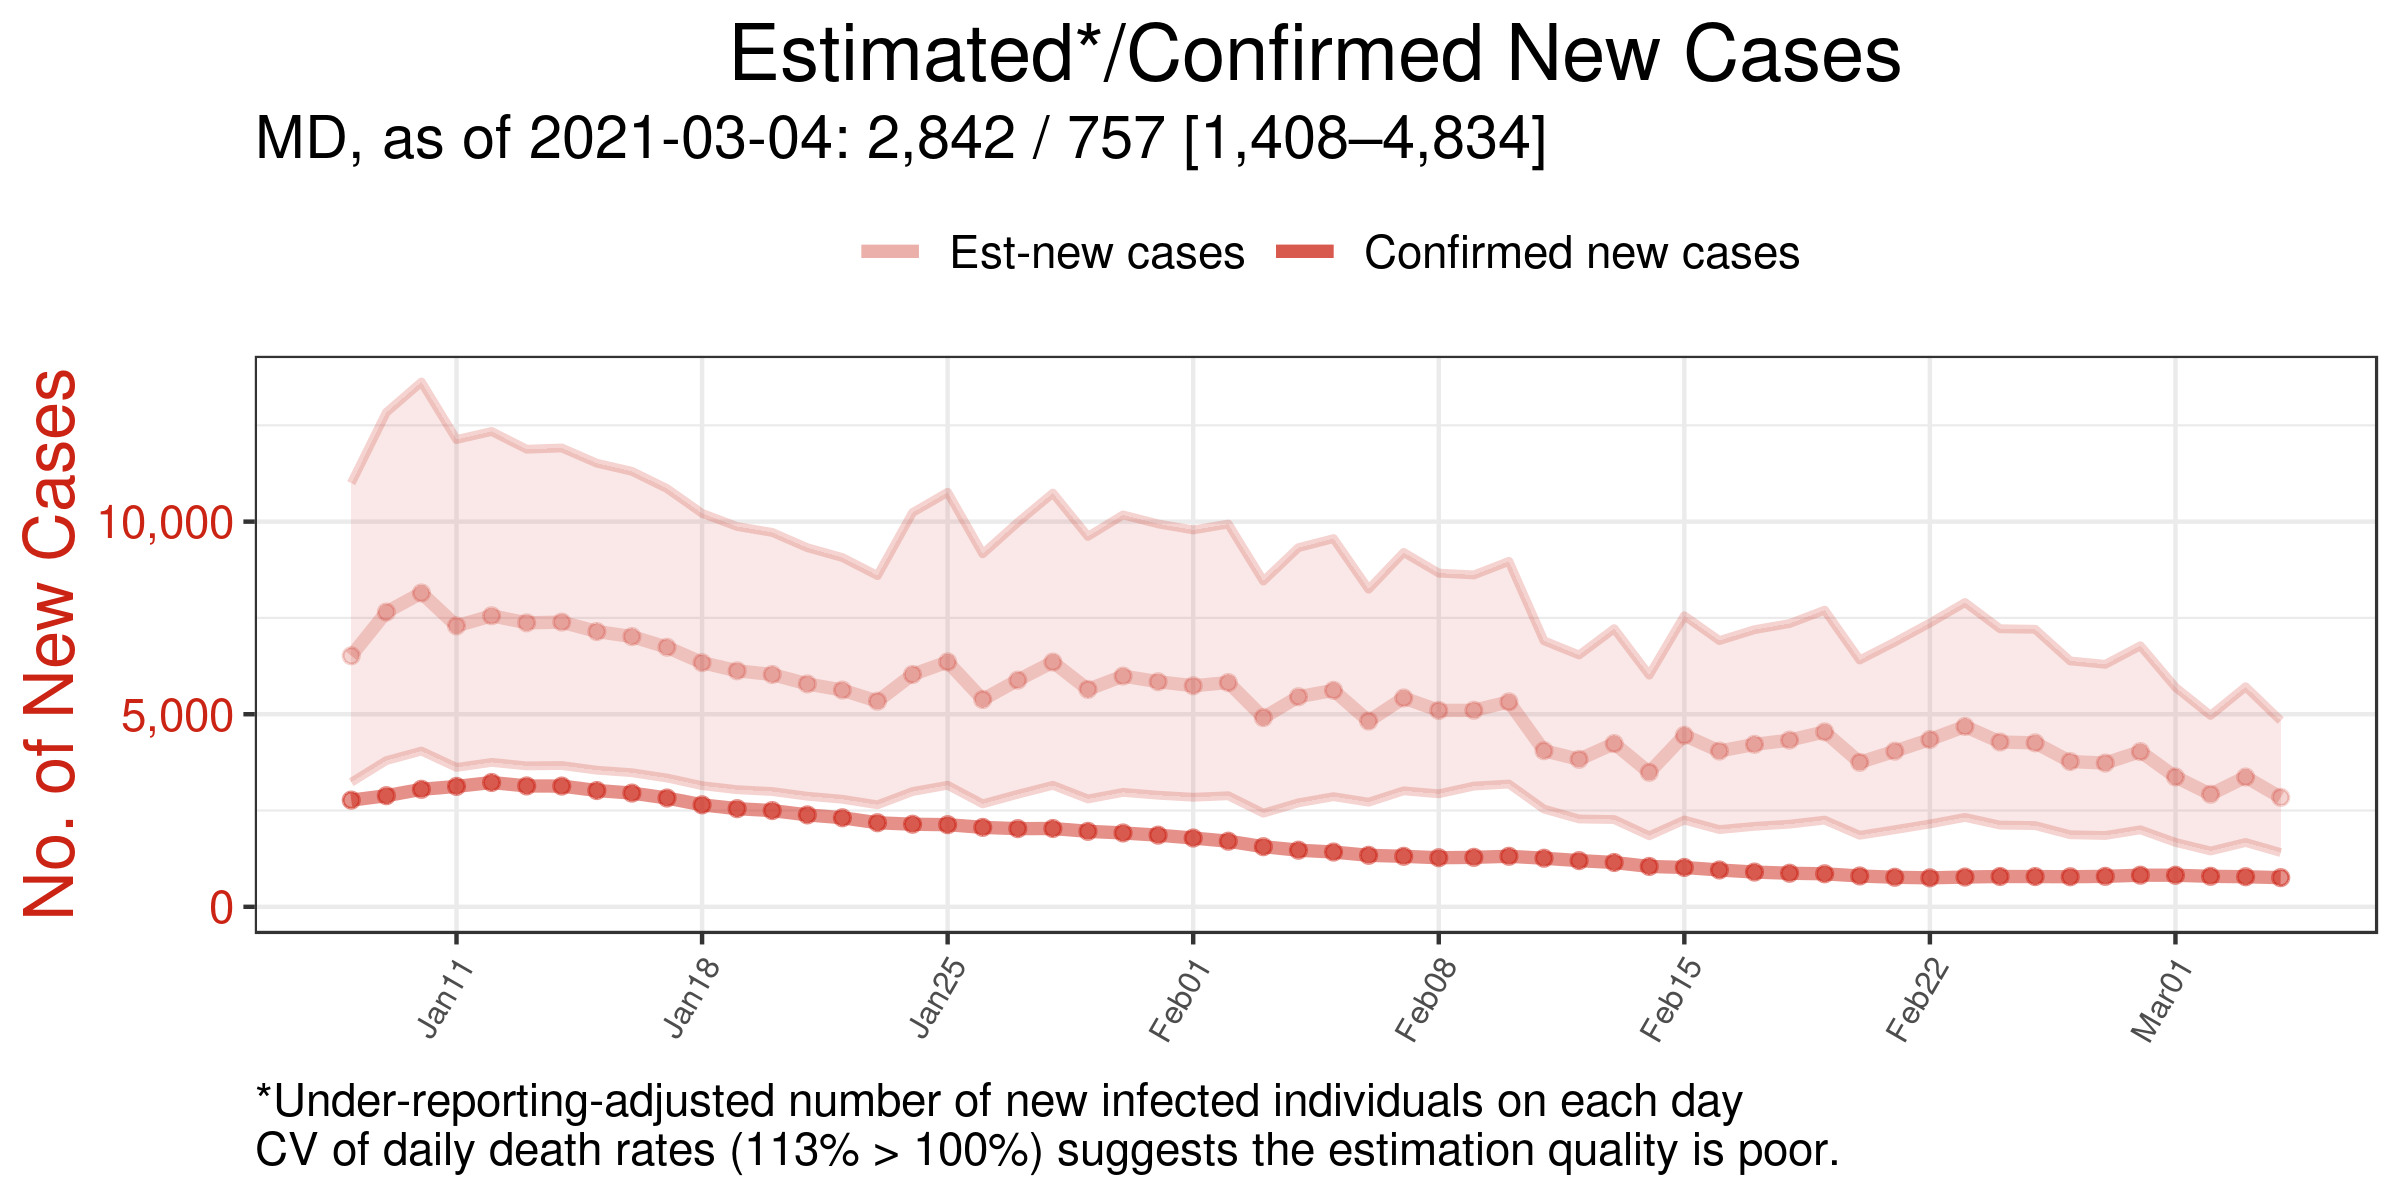 Estimated*/Confirmed New Cases
MD, as of 2021-03-04: 2,842 / 757 [1,408–4,834]
Est-new cases
Confirmed new cases
No. of New Cases
10,000
5,000
0
Jan11
Jan18
Jan25
Feb01
Feb08
Feb15
Feb22
Mar01
*Under-reporting-adjusted number of new infected individuals on each day
CV of daily death rates (113% > 100%) suggests the estimation quality is poor.